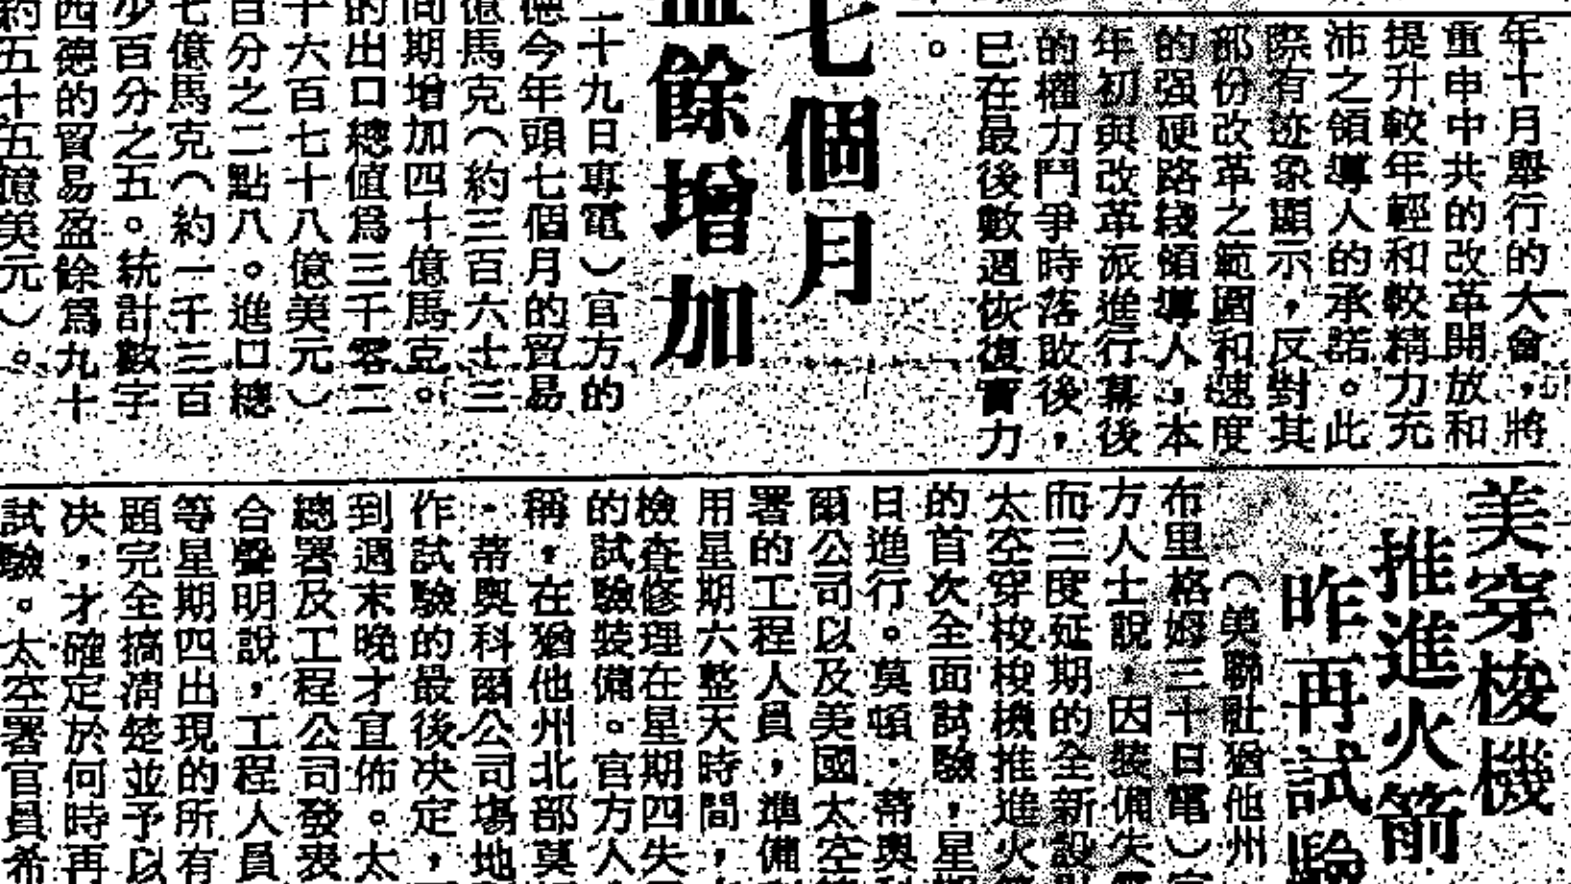 年十月舉行的大會，將
重申中共的改革開放和
提升較年輕和較精力充
沛之領導人的承諾。此
際有迹象顯示，反對其
部份改革之範圍和速度
的强硬路綫領導人，本
年初與改革派進行幕後
的權力鬥爭時落敗後，
已在最後數週恢復實力
。
七個月
盈餘增加
二十九日專電）官方的
德今年頭七個月的貿易
億馬克（約三百六十三
同期增加四十億馬克。
的出口總值爲三千零二
十六百七十八億美元）
百分之二點八。進口總
七億馬克（約一千三百
少百分之五。統計數字
西德的貿易盈餘爲九十
約五十五億美元）。
美穿梭機
推進火箭
昨再試驗
（美聯社猶他州
布里格姆三十日電）官
方人士說，因裝備失
而三度延期的全新設計
太空穿梭機推進火
的首次全面試驗，星
日進行。莫頓·蒂奧
爾公司以及美國太空
署的工程人員，準備
用星期六整天時間，
檢查修理在星期四失
的試驗裝備。官方人
稱，在猶他州北部莫
·蒂奧科爾公司塲地
作試驗的最後决定，
到週末晚才宣佈。太
總署及工程公司發表
合聲明說，工程人員
等星期四出現的所有
題完全搞清楚並予以
决，才確定於何時再
試驗。太空署官員希